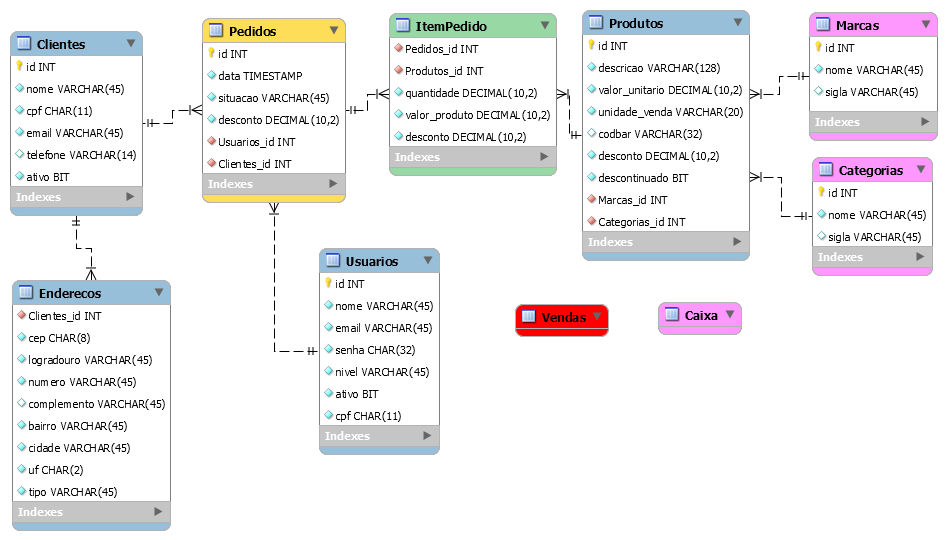 Clientes
id INT
nome VARCHAR(45)
cpf CHAR(11)
email VARCHAR(45)
telefone VARCHAR(14)
ativo BIT
Indexes
Pedidos
id INT
data TIMESTAMP
situacao VARCHAR(45)
desconto DECIMAL(10,2)
Usuarios_id INT
Clientes_id INT
Indexes
ItemPedido
Pedidos_id INT
Produtos_id INT
quantidade DECIMAL(10,2)
valor_produto DECIMAL(10,2)
desconto DECIMAL(10,2)
Indexes
Produtos
id INT
descricao VARCHAR(128)
valor_unitario DECIMAL(10,2)
unidade_venda VARCHAR(20)
codbar VARCHAR(32)
desconto DECIMAL(10,2)
descontinuado BIT
Marcas_id INT
Categorias_id INT
Indexes
Marcas
id INT
nome VARCHAR(45)
sigla VARCHAR(45)
Indexes
Categorias
id INT
nome VARCHAR(45)
sigla VARCHAR(45)
Indexes
Enderecos
Clientes_id INT
cep CHAR(8)
logradouro VARCHAR(45)
numero VARCHAR(45)
complemento VARCHAR(45)
bairro VARCHAR(45)
cidade VARCHAR(45)
uf CHAR(2)
tipo VARCHAR(45)
Indexes
Usuarios
id INT
nome VARCHAR(45)
email VARCHAR(45)
senha CHAR(32)
nivel VARCHAR(45)
ativo BIT
cpf CHAR(11)
Indexes
Vendas
Caixa